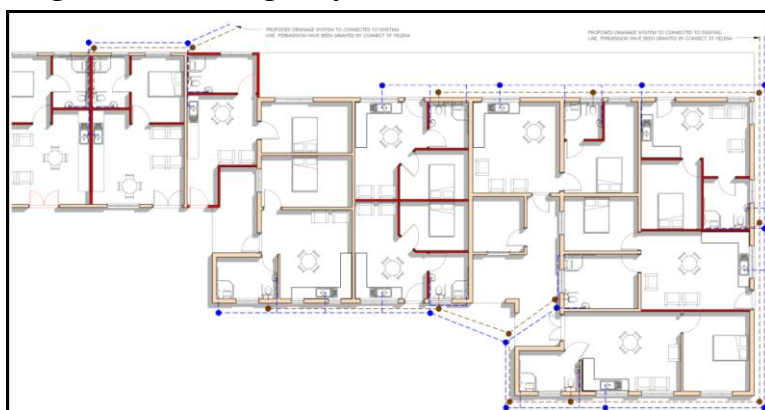 PROPOSED DRAINAGE SYSTEM TO CONNECTED TO EXISTING
LINE. PERMISSION HAVE BEEN GRANTED BY CONNECT ST HELENA
PROPOSED DRAINAGE SYSTEM TO CONNECTED TO EXISTING
LINE. PERMISSION HAVE BEEN GRANTED BY CONNECT ST HELENA